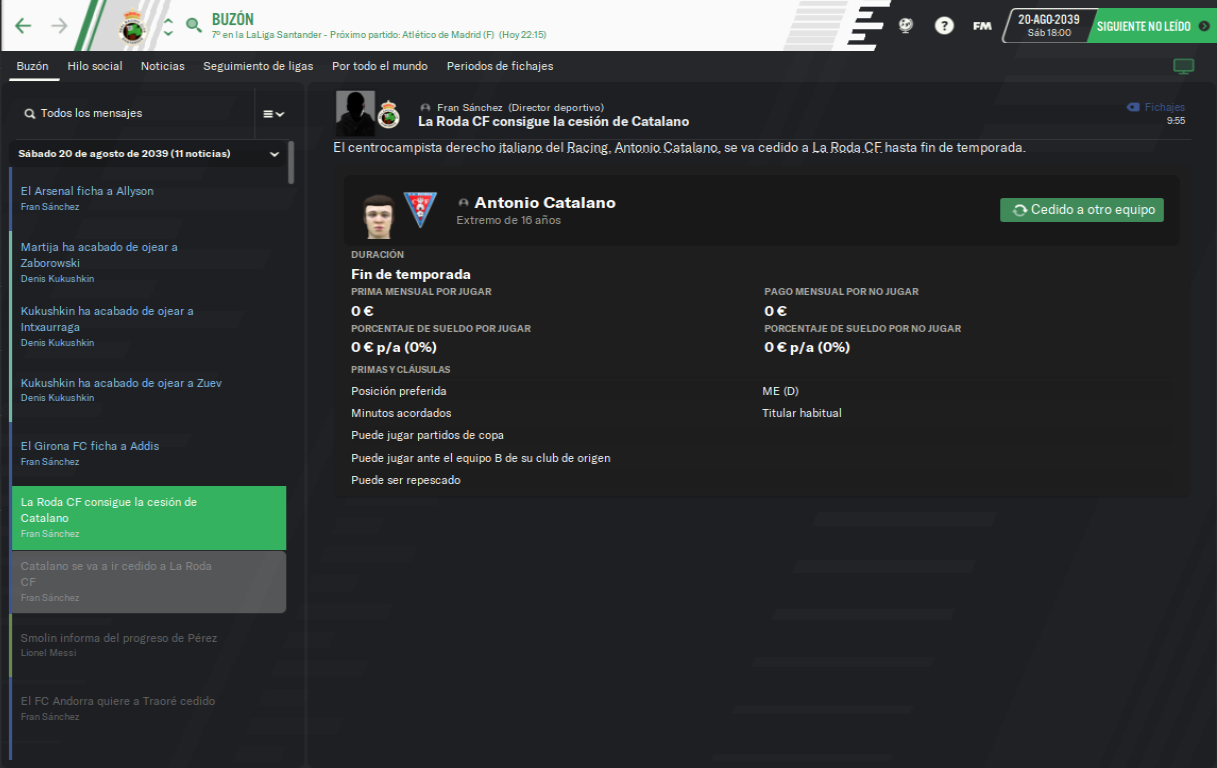 BUZÓN
7º en la LaLiga Santander - Próximo partido: Atlético de Madrid (F) (Hoy 22:15)
?
FM
20-AGO-2039
Sáb 18:00
SIGUIENTE NO LEÍDO
Buzón
Hilo social
Noticias
Seguimiento de ligas
Por todo el mundo
Periodos de fichajes
Todos los mensajes
Sábado 20 de agosto de 2039 (11 noticias)
El Arsenal ficha a Allyson
Fran Sánchez
Martija ha acabado de ojear a
Zaborowski
Denis Kukushkin
Kukushkin ha acabado de ojear a
Intxaurraga
Denis Kukushkin
Kukushkin ha acabado de ojear a Zuev
Denis Kukushkin
El Girona FC ficha a Addis
Fran Sánchez
La Roda CF consigue la cesión de
Catalano
Fran Sánchez
Catalano se va a ir cedido a La Roda
CF
Fran Sánchez
Smolin informa del progreso de Pérez
Lionel Messi
El FC Andorra quiere a Traoré cedido
Fran Sánchez
Fran Sánchez (Director deportivo)
La Roda CF consigue la cesión de Catalano
Fichajes
9:55
El centrocampista derecho italiano del Racing, Antonio Catalano, se va cedido a La Roda CF hasta fin de temporada.
Antonio Catalano
Extremo de 16 años
Cedido a otro equipo
DURACIÓN
Fin de temporada
PRIMA MENSUAL POR JUGAR
0 €
PAGO MENSUAL POR NO JUGAR
0 €
PORCENTAJE DE SUELDO POR JUGAR
0 € p/a (0%)
PORCENTAJE DE SUELDO POR NO JUGAR
0 € p/a (0%)
PRIMAS Y CLÁUSULAS
Posición preferida
ME (D)
Minutos acordados
Titular habitual
Puede jugar partidos de copa
Puede jugar ante el equipo B de su club de origen
Puede ser repescado